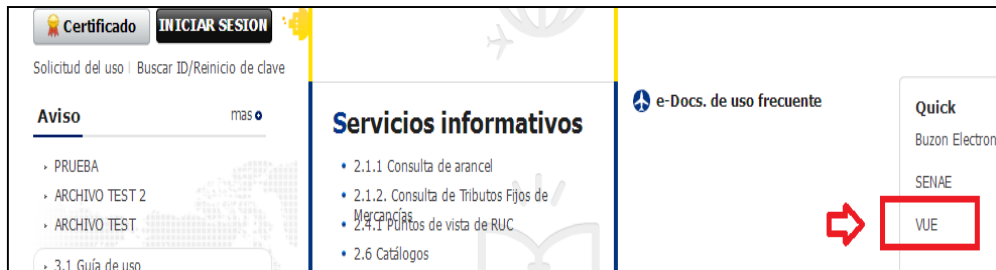 Certificado
INICIAR SESION
Solicitud del uso | Buscar ID/Reinicio de clave
Aviso
mas
PRUEBA
ARCHIVO TEST 2
ARCHIVO TEST
3.1 Guía de uso
Servicios informativos
2.1.1 Consulta de arancel
2.1.2. Consulta de Tributos Fijos de
Mercancías
2.4.1 Puntos de vista de RUC
2.6 Catálogos
e-Docs. de uso frecuente
Quick
Buzon Electron
SENAE
VUE